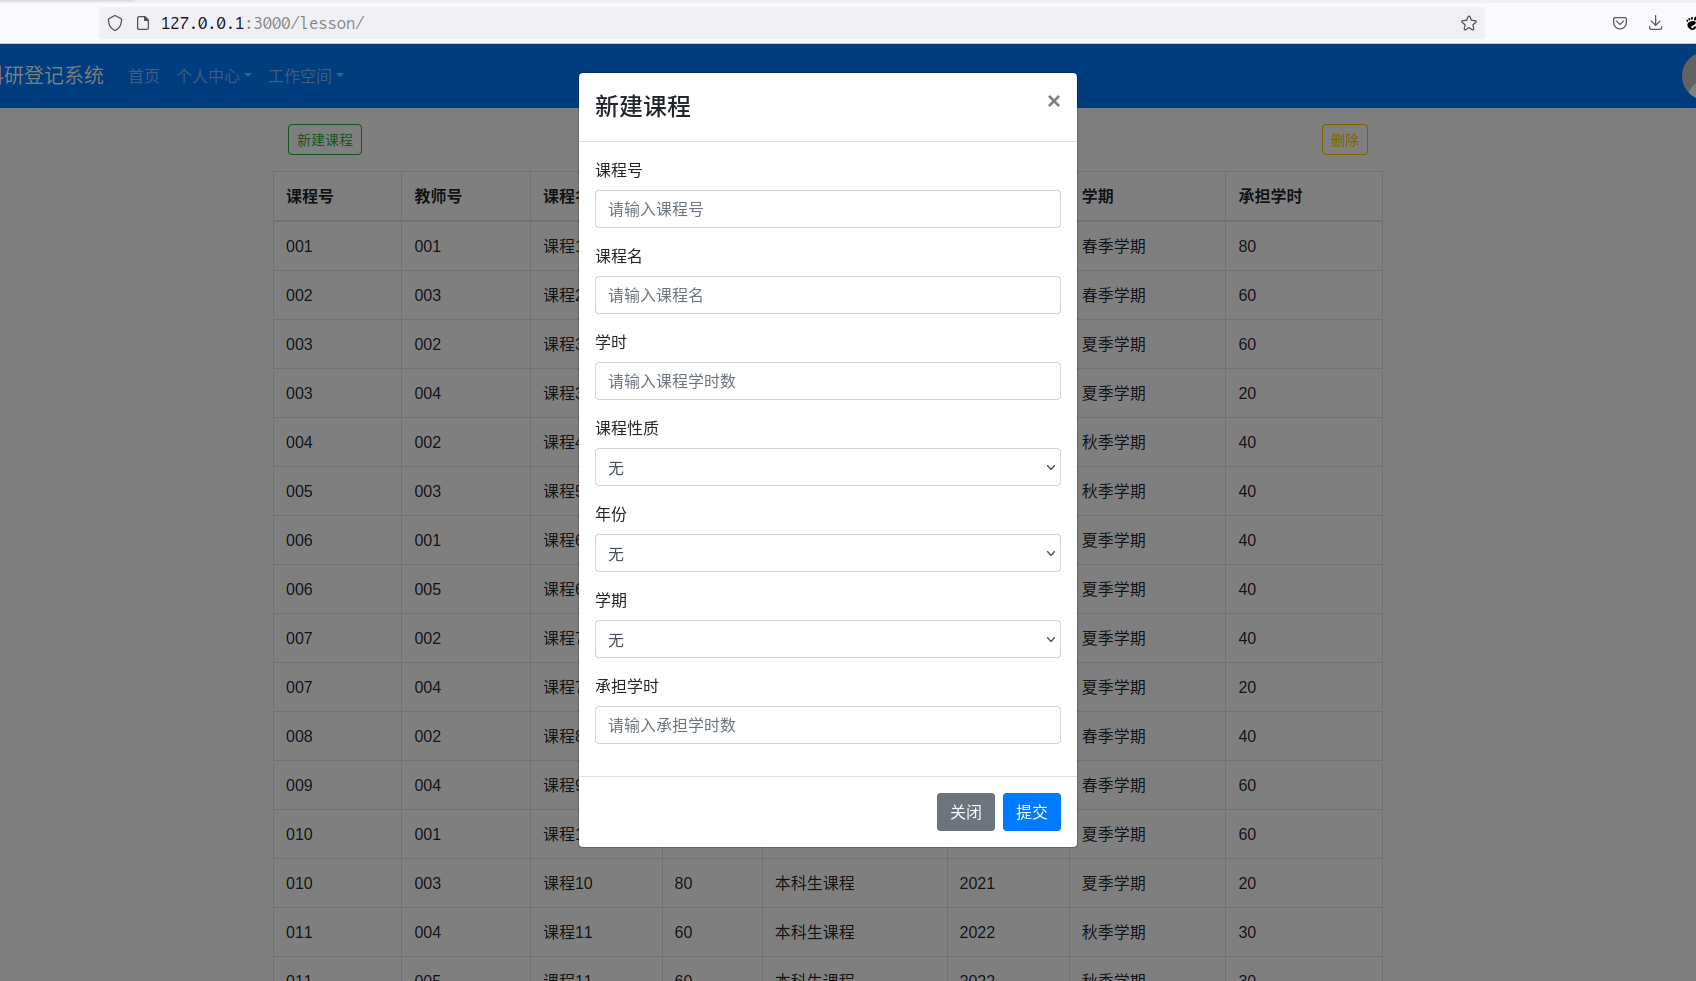 127.0.0.1:3000/lesson/
研登记系统 首页 个人中心 工作空间
新建课程 删除
新建课程 ×
课程号
请输入课程号
课程名
请输入课程名
学时
请输入课程学时数
课程性质
无
年份
无
学期
无
承担学时
请输入承担学时数
关闭 提交
课程号 教师号 课程 学期 承担学时
001 001 课程 春季学期 80
002 003 课程 春季学期 60
003 002 课程 夏季学期 60
003 004 课程 夏季学期 20
004 002 课程 秋季学期 40
005 003 课程 秋季学期 40
006 001 课程 夏季学期 40
006 005 课程 夏季学期 40
007 002 课程 夏季学期 40
007 004 课程 夏季学期 20
008 002 课程 春季学期 40
009 004 课程 春季学期 60
010 001 课程 夏季学期 60
010 003 课程10 80 本科生课程 2021 夏季学期 20
011 004 课程11 60 本科生课程 2022 秋季学期 30
011 005 课程11 60 本科生课程 2022 秋季学期 30